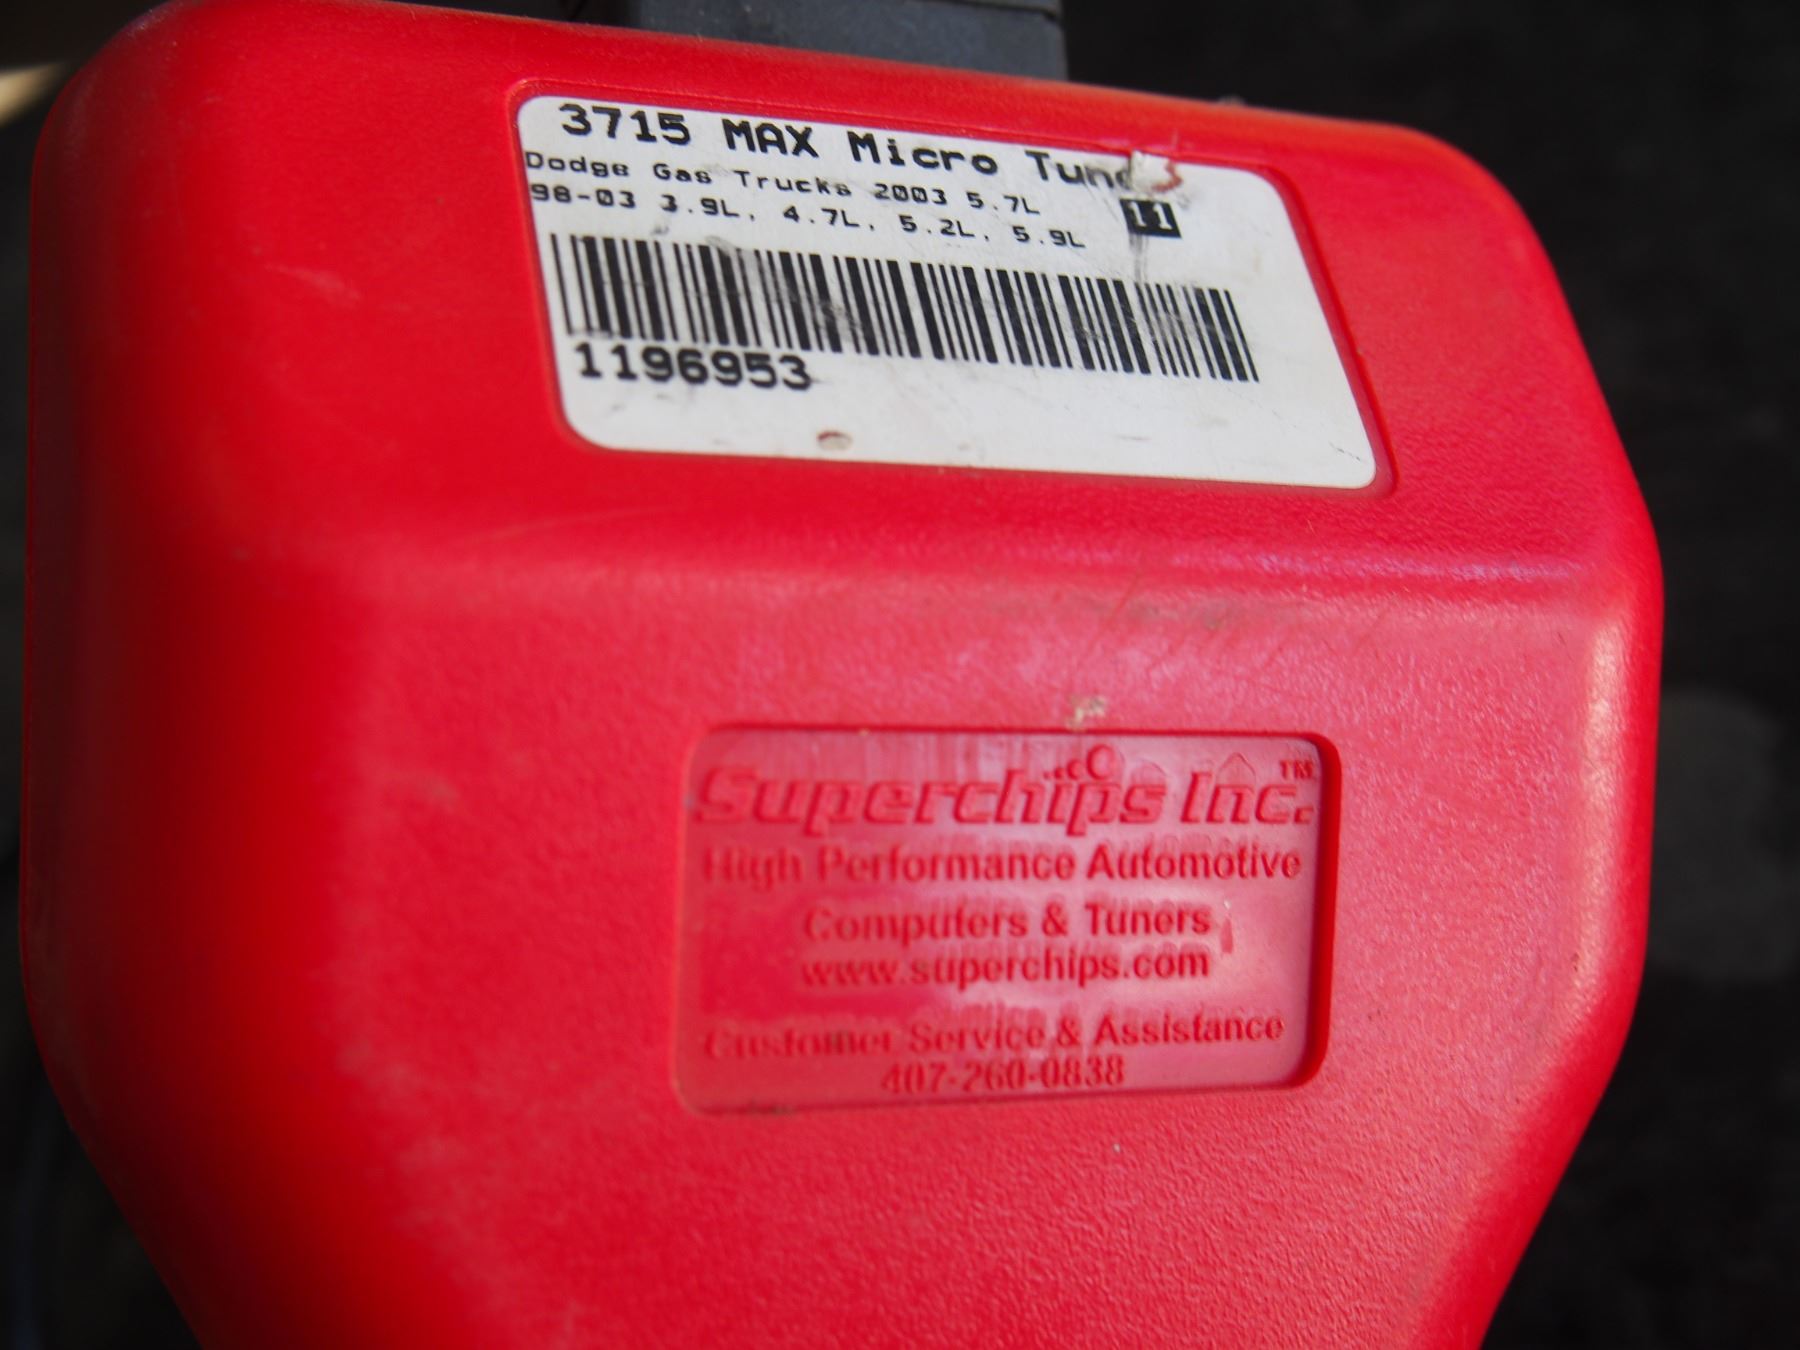 3715 MAX Micro Tune
Dodge Gas Trucks 2003 5.7L
98-03 3.9L, 4.7L, 5.2L, 5.9L
11
1196953
Superchips Inc.™
High Performance Automotive
Computers & Tuners
www.superchips.com
Customer Service & Assistance
407-260-0838